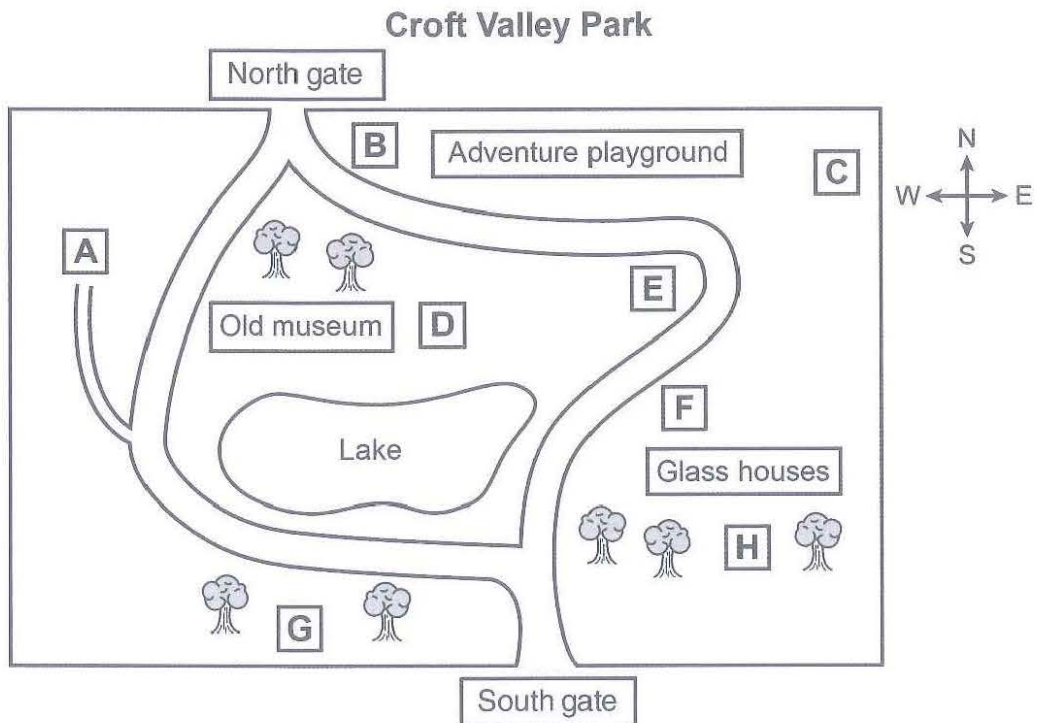 Croft Valley Park
North gate
B
Adventure playground
C
N
W
E
S
A
E
Old museum
D
F
Lake
Glass houses
H
G
South gate